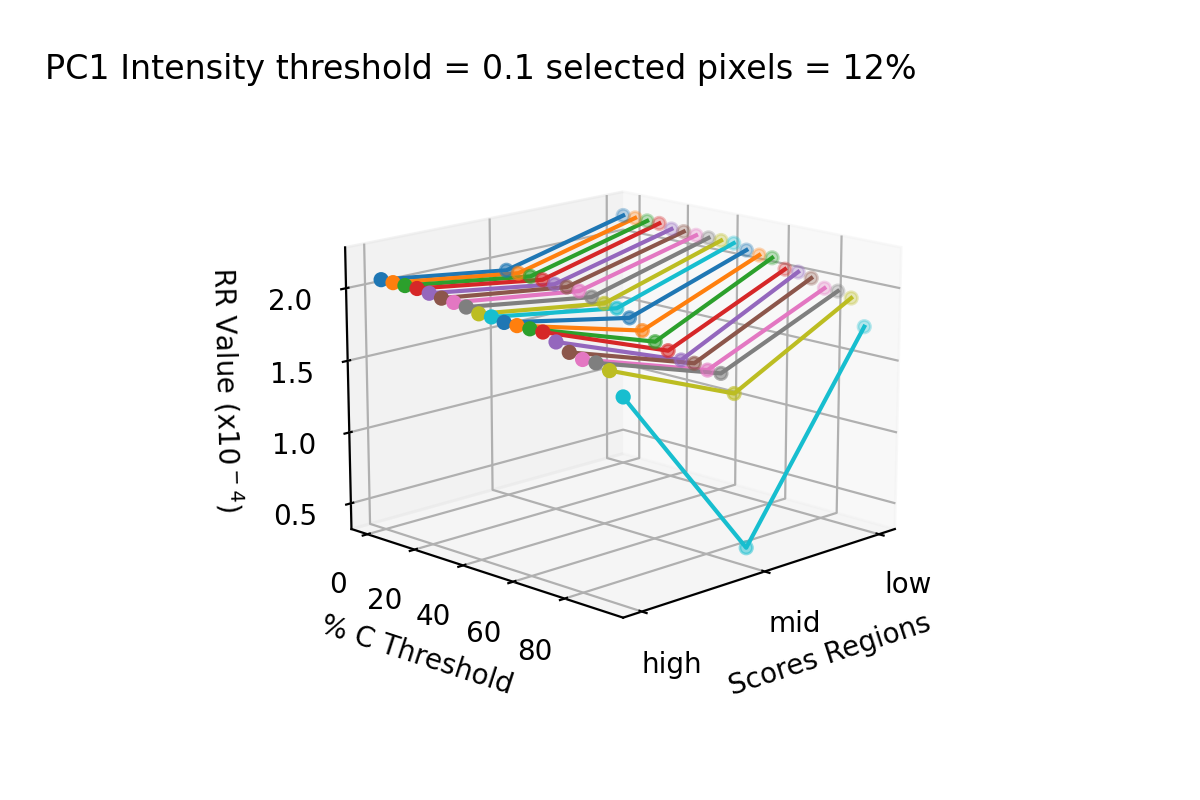 PC1 Intensity threshold = 0.1 selected pixels = 12%
2.0
1.5
1.0
0.5
RR Value (x10⁻⁴)
0
20
40
60
80
% C Threshold
high
mid
low
Scores Regions